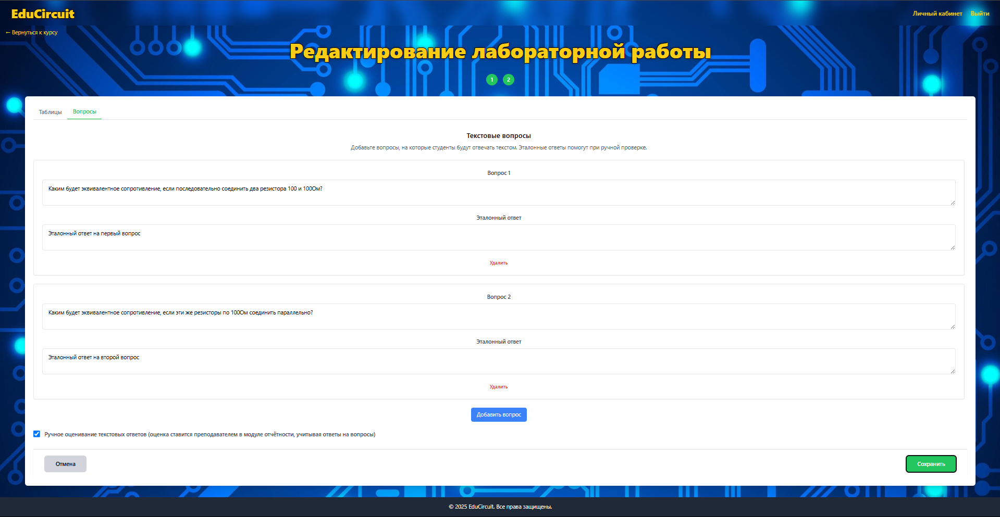 EduCircuit
Личный кабинет
Выйти
← Вернуться к курсу
Редактирование лабораторной работы
1
2
Таблицы
Вопросы
Текстовые вопросы
Добавьте вопросы, на которые студенты будут отвечать текстом. Эталонные ответы помогут при ручной проверке.
Вопрос 1
Каким будет эквивалентное сопротивление, если последовательно соединить два резистора 100 и 100Ом?
Эталонный ответ
Эталонный ответ на первый вопрос
Удалить
Вопрос 2
Каким будет эквивалентное сопротивление, если эти же резисторы по 100Ом соединить параллельно?
Эталонный ответ
Эталонный ответ на второй вопрос
Удалить
Добавить вопрос
Ручное оценивание текстовых ответов (оценка ставится преподавателем в модуле отчётности, учитывая ответы на вопросы)
Отмена
Сохранить
© 2025 EduCircuit. Все права защищены.